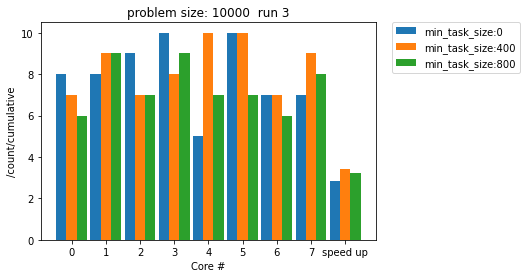 problem size: 10000  run 3
min_task_size:0
min_task_size:400
min_task_size:800
/count/cumulative
10
8
6
4
2
0
0 1 2 3 4 5 6 7 speed up
Core #